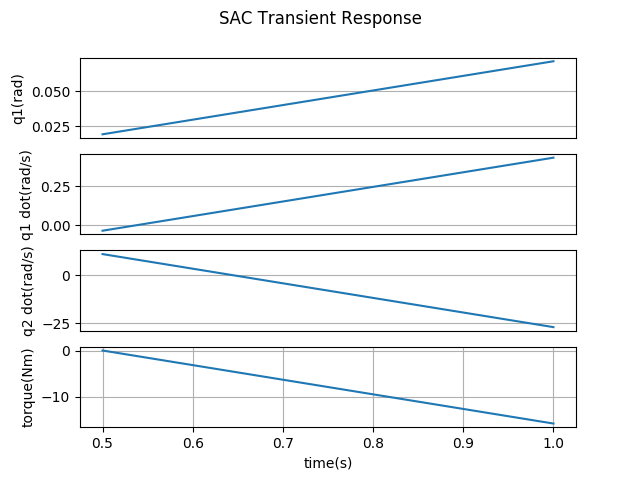 SAC Transient Response
q1(rad)
0.050
0.025
q1 dot(rad/s)
0.25
0.00
q2 dot(rad/s)
0
−25
torque(Nm)
0
−10
0.5 0.6 0.7 0.8 0.9 1.0
time(s)